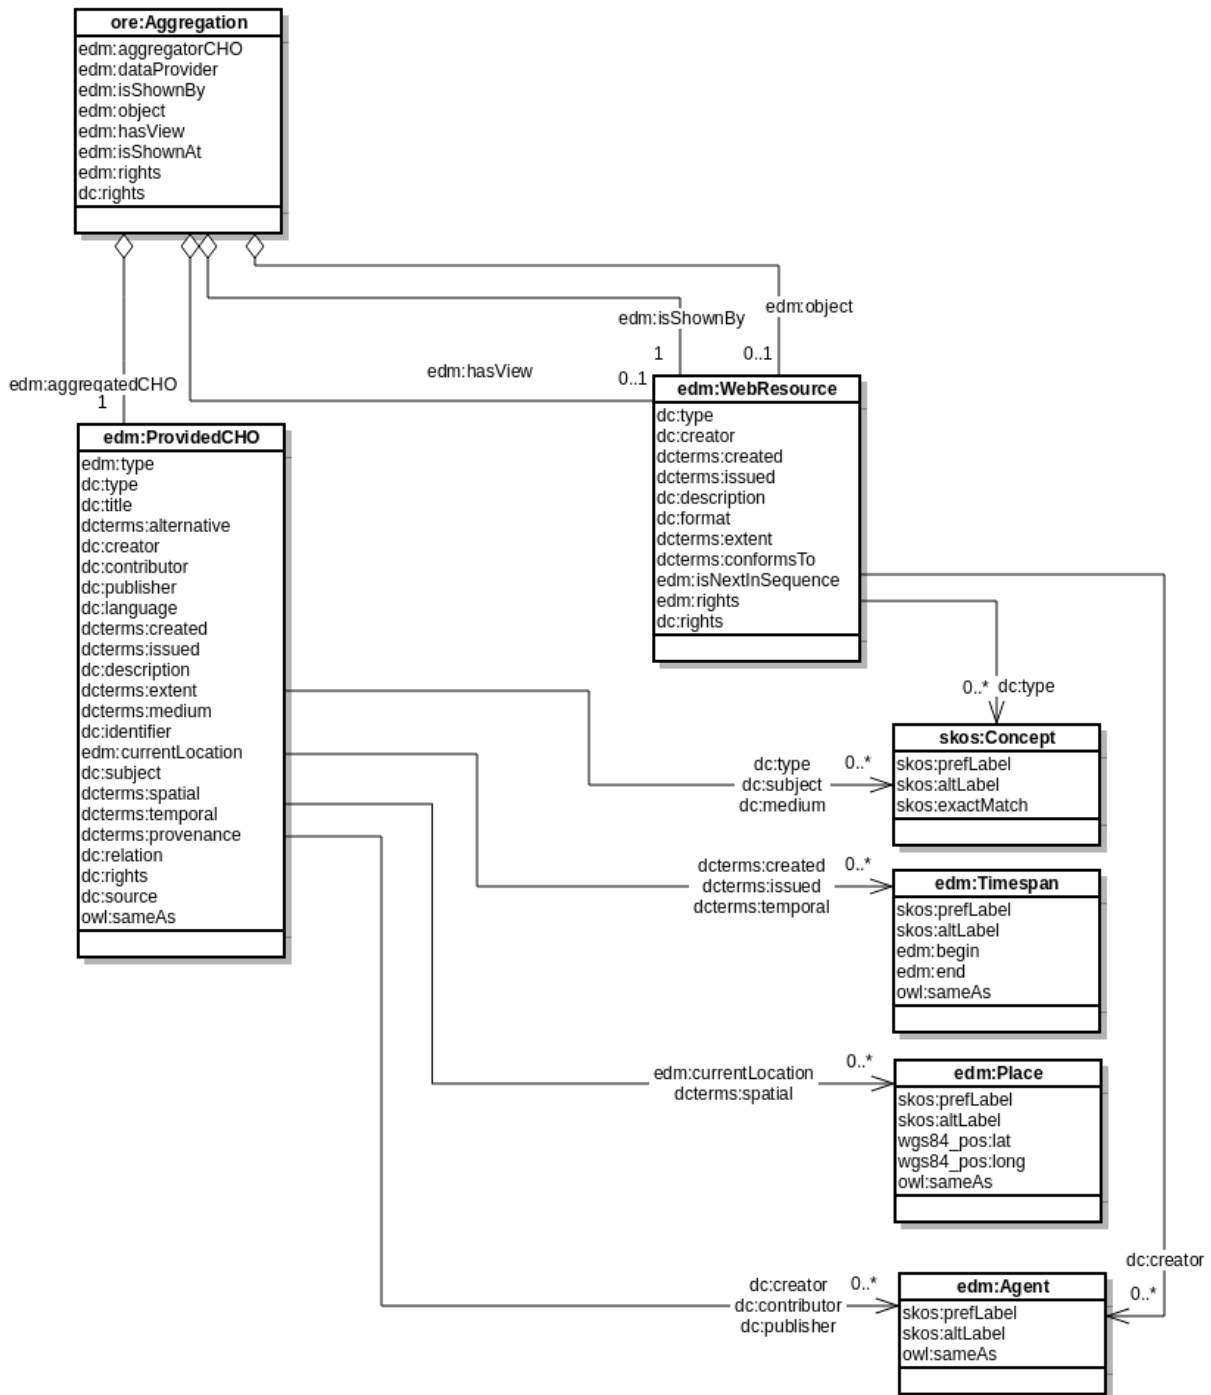 ore:Aggregation
edm:aggregatorCHO
edm:dataProvider
edm:isShownBy
edm:object
edm:hasView
edm:isShownAt
edm:rights
dc:rights
edm:object
edm:isShownBy
1
0..1
edm:hasView
0..1
edm:aggregatedCHO
1
edm:WebResource
dc:type
dc:creator
dcterms:created
dcterms:issued
dc:description
dc:format
dcterms:extent
dcterms:conformsTo
edm:isNextInSequence
edm:rights
dc:rights
edm:ProvidedCHO
edm:type
dc:type
dc:title
dcterms:alternative
dc:creator
dc:contributor
dc:publisher
dc:language
dcterms:created
dcterms:issued
dc:description
dcterms:extent
dcterms:medium
dc:identifier
edm:currentLocation
dc:subject
dcterms:spatial
dcterms:temporal
dcterms:provenance
dc:relation
dc:rights
dc:source
owl:sameAs
0..* dc:type
skos:Concept
skos:prefLabel
skos:altLabel
skos:exactMatch
dc:type
dc:subject
dc:medium
0..*
dcterms:created
dcterms:issued
dcterms:temporal
0..*
edm:Timespan
skos:prefLabel
skos:altLabel
edm:begin
edm:end
owl:sameAs
edm:currentLocation
dcterms:spatial
0..*
edm:Place
skos:prefLabel
skos:altLabel
wgs84_pos:lat
wgs84_pos:long
owl:sameAs
dc:creator
0..*
dc:creator
dc:contributor
dc:publisher
0..*
edm:Agent
skos:prefLabel
skos:altLabel
owl:sameAs